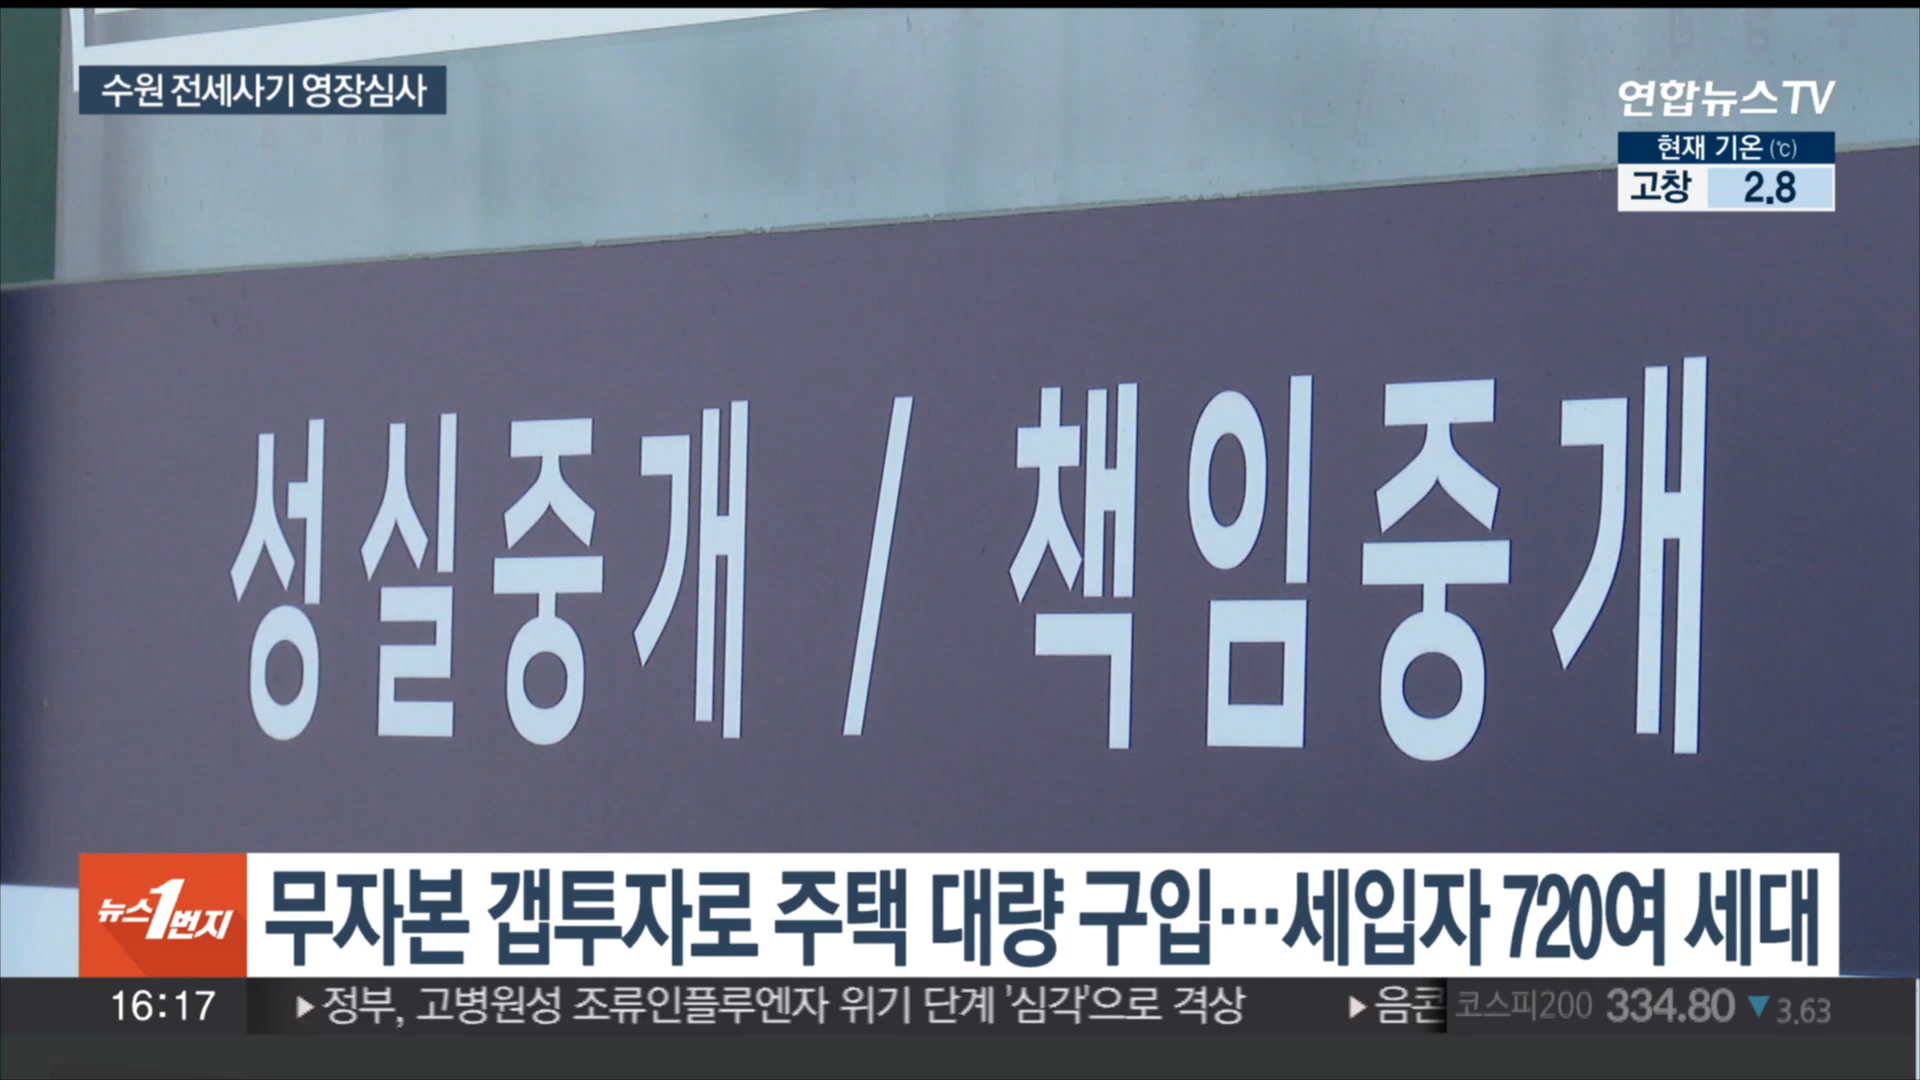 수원 전세사기 영장심사
연합뉴스TV
현재 기온 (℃)
고창 2.8
성실중개 / 책임중개
뉴스1번지
무자본 갭투자로 주택 대량 구입…세입자 720여 세대
16:17 ▶정부, 고병원성 조류인플루엔자 위기 단계 '심각'으로 격상 ▶음콘 코스피200 334.80 ▼3.63